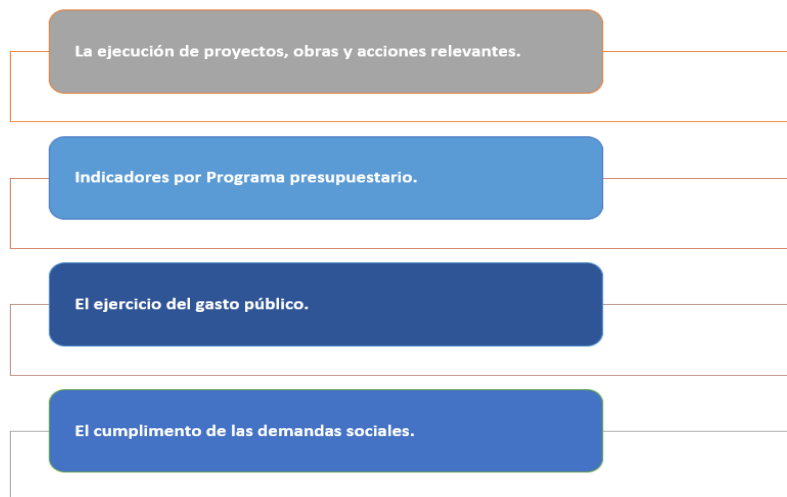 La ejecución de proyectos, obras y acciones relevantes.
Indicadores por Programa presupuestario.
El ejercicio del gasto público.
El cumplimento de las demandas sociales.